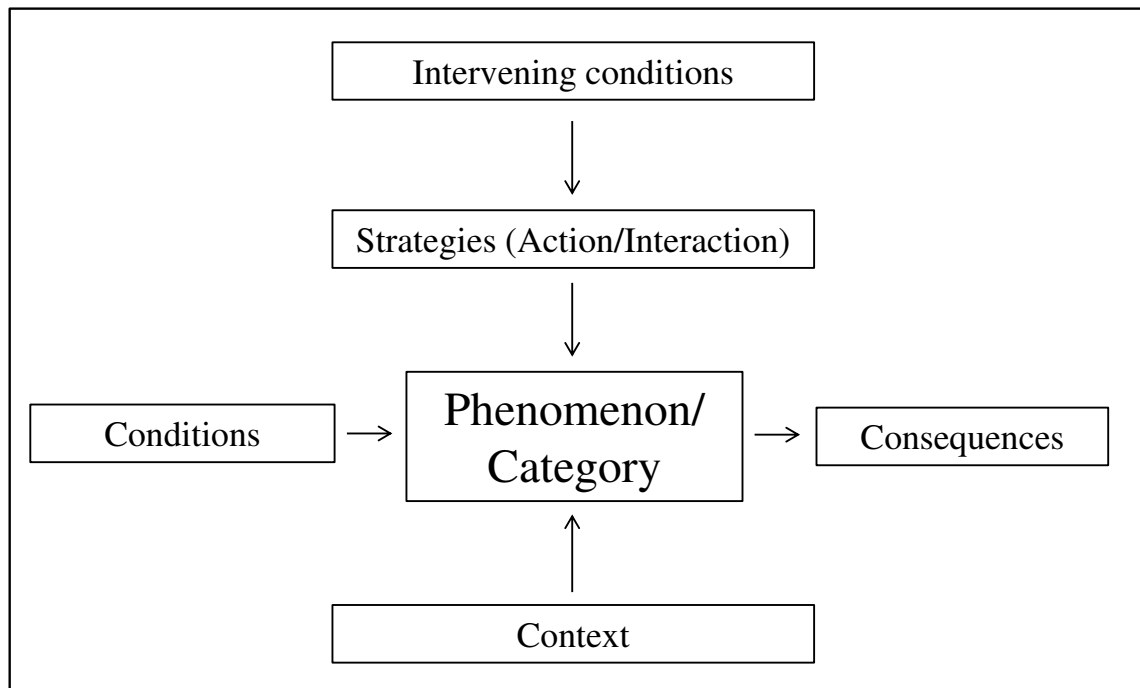 Intervening conditions
Strategies (Action/Interaction)
Conditions
Phenomenon/
Category
Consequences
Context